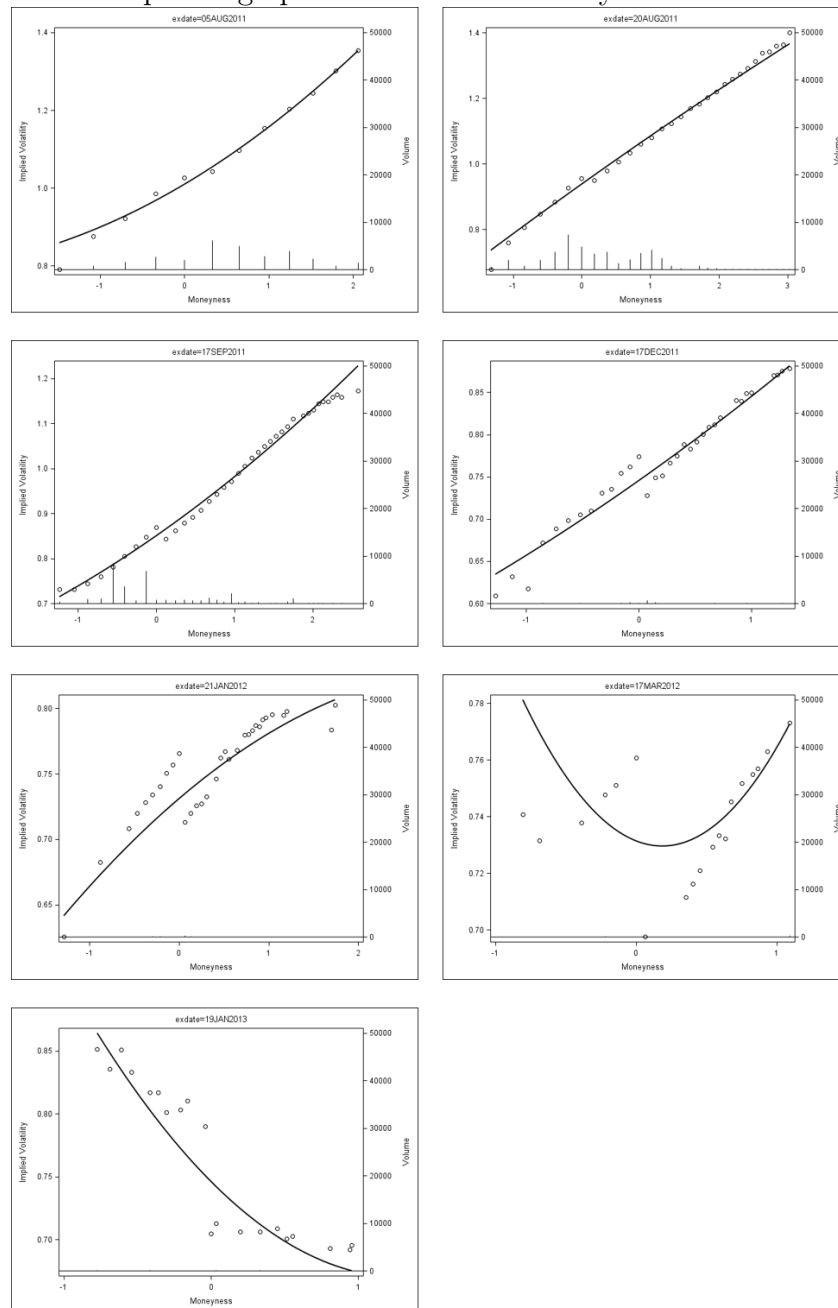 exdate=05AUG2011
1.4
1.2
1.0
0.8
Implied Volatility
50000
40000
30000
20000
10000
0
Volume
-1 0 1 2
Moneyness
exdate=20AUG2011
1.4
1.2
1.0
0.8
Implied Volatility
50000
40000
30000
20000
10000
0
Volume
-1 0 1 2 3
Moneyness
exdate=17SEP2011
1.2
1.1
1.0
0.9
0.8
0.7
Implied Volatility
50000
40000
30000
20000
10000
0
Volume
-1 0 1 2
Moneyness
exdate=17DEC2011
0.85
0.80
0.75
0.70
0.65
0.60
Implied Volatility
50000
40000
30000
20000
10000
0
Volume
-1 0 1
Moneyness
exdate=21JAN2012
0.80
0.75
0.70
0.65
Implied Volatility
50000
40000
30000
20000
10000
0
Volume
-1 0 1 2
Moneyness
exdate=17MAR2012
0.78
0.76
0.74
0.72
0.70
Implied Volatility
50000
40000
30000
20000
10000
0
Volume
-1 0 1
Moneyness
exdate=19JAN2013
0.85
0.80
0.75
0.70
Implied Volatility
50000
40000
30000
20000
10000
0
Volume
-1 0 1
Moneyness